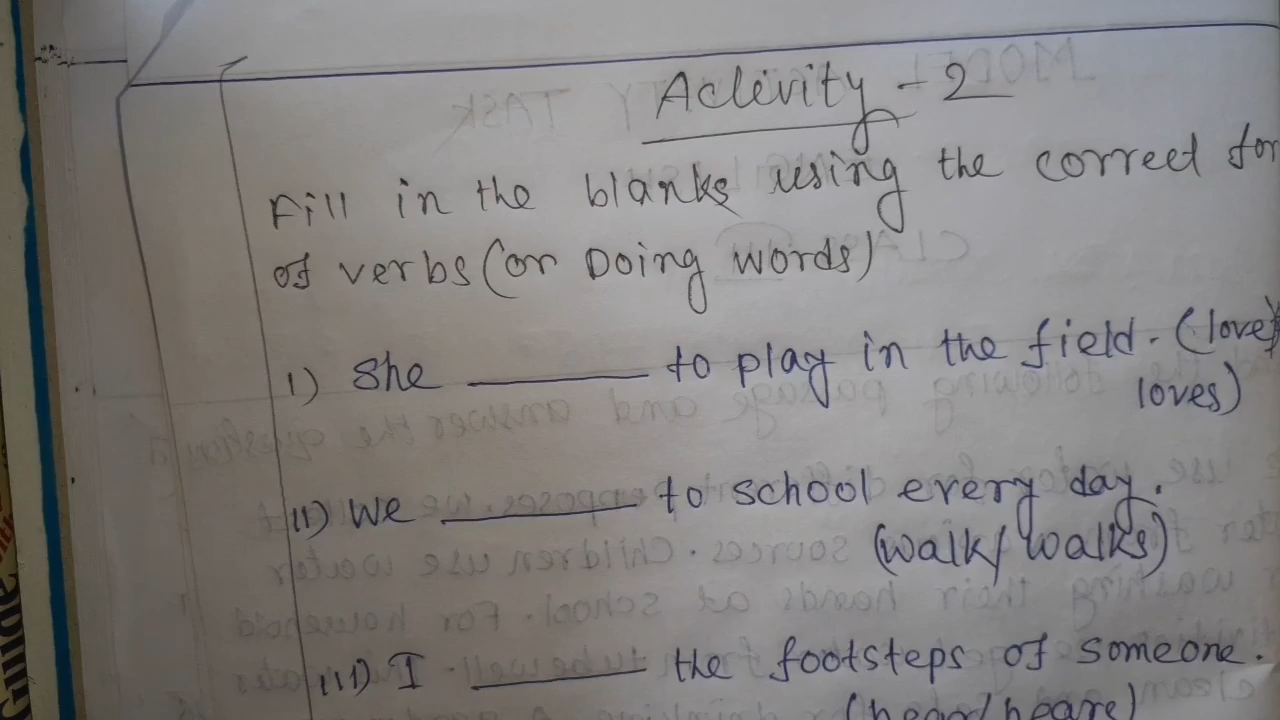 Activity - 2
Fill in the blanks using the correct for
of verbs (or Doing words)
I) She ______ to play in the field. (love/
loves)
II) We ______ to school every day.
(walk/walks)
III) I ______ the footsteps of someone.
(hear/heare)